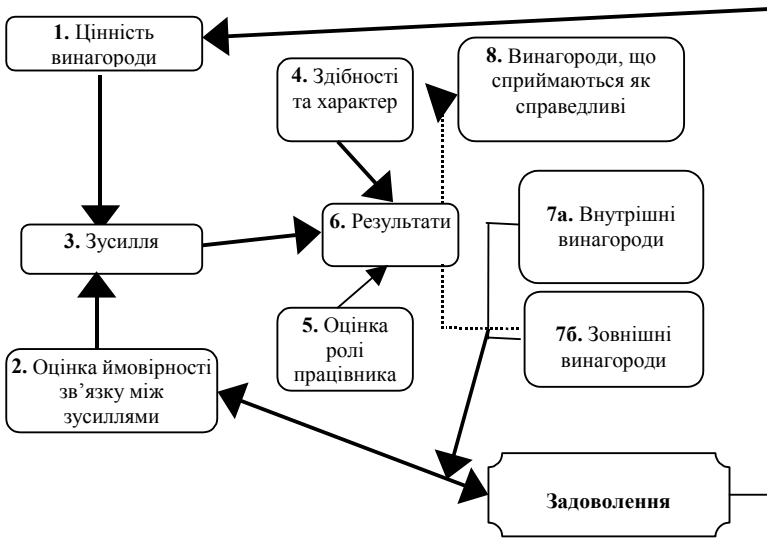 1. Цінність
винагороди
4. Здібності
та характер
8. Винагороди, що
сприймаються як
справедливі
3. Зусилля
6. Результати
7а. Внутрішні
винагороди
5. Оцінка
ролі
працівника
7б. Зовнішні
винагороди
2. Оцінка ймовірності
зв’язку між
зусиллями
Задоволення